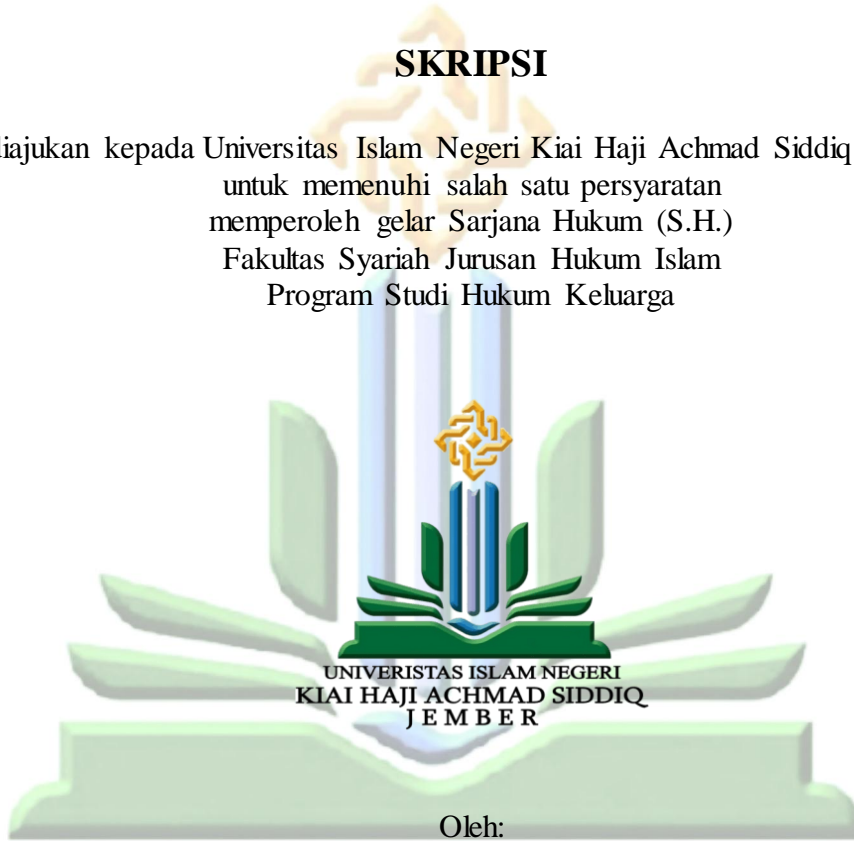 SKRIPSI
diajukan kepada Universitas Islam Negeri Kiai Haji Achmad Siddiq
untuk memenuhi salah satu persyaratan
memperoleh gelar Sarjana Hukum (S.H.)
Fakultas Syariah Jurusan Hukum Islam
Program Studi Hukum Keluarga
UNIVERISTAS ISLAM NEGERI
KIAI HAJI ACHMAD SIDDIQ
JEMBER
Oleh: